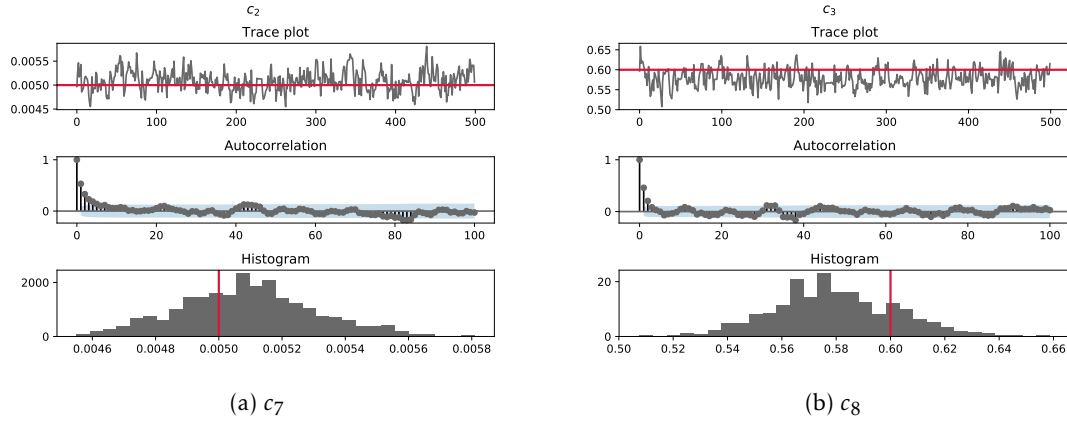 c₂
Trace plot
0.0055
0.0050
0.0045
0 100 200 300 400 500
Autocorrelation
1
0
0 20 40 60 80 100
Histogram
2000
0
0.0046 0.0048 0.0050 0.0052 0.0054 0.0056 0.0058
(a) c₇
c₃
Trace plot
0.65
0.60
0.55
0.50
0 100 200 300 400 500
Autocorrelation
1
0
0 20 40 60 80 100
Histogram
20
0
0.50 0.52 0.54 0.56 0.58 0.60 0.62 0.64 0.66
(b) c₈